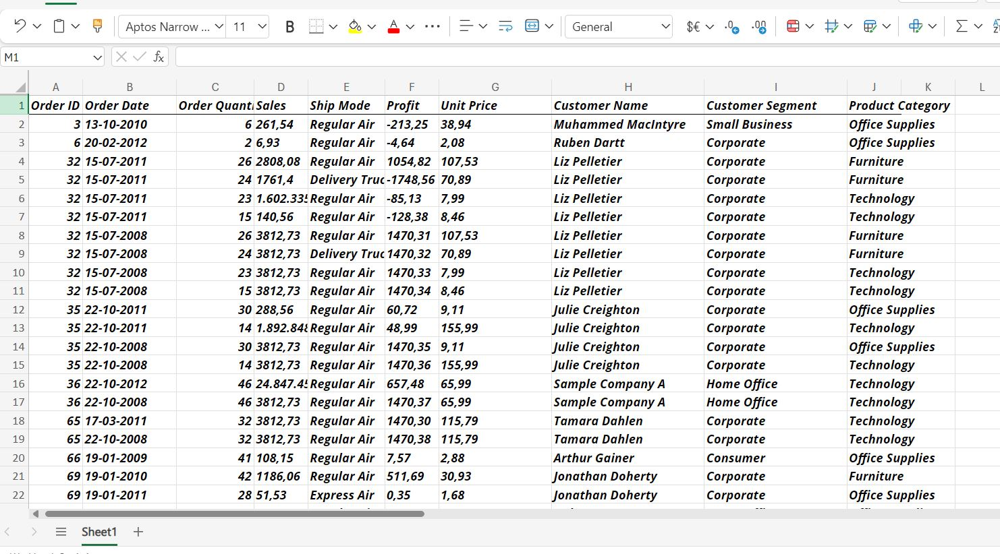 Aptos Narrow ... 11 B General $€ .0 .00
M1 fx
A B C D E F G H I J K L
1 Order ID Order Date Order Quanti Sales Ship Mode Profit Unit Price Customer Name Customer Segment Product Category
2 3 13-10-2010 6 261,54 Regular Air -213,25 38,94 Muhammed MacIntyre Small Business Office Supplies
3 6 20-02-2012 2 6,93 Regular Air -4,64 2,08 Ruben Dartt Corporate Office Supplies
4 32 15-07-2011 26 2808,08 Regular Air 1054,82 107,53 Liz Pelletier Corporate Furniture
5 32 15-07-2011 24 1761,4 Delivery Truc -1748,56 70,89 Liz Pelletier Corporate Furniture
6 32 15-07-2011 23 1.602.335 Regular Air -85,13 7,99 Liz Pelletier Corporate Technology
7 32 15-07-2011 15 140,56 Regular Air -128,38 8,46 Liz Pelletier Corporate Technology
8 32 15-07-2008 26 3812,73 Regular Air 1470,31 107,53 Liz Pelletier Corporate Furniture
9 32 15-07-2008 24 3812,73 Delivery Truc 1470,32 70,89 Liz Pelletier Corporate Furniture
10 32 15-07-2008 23 3812,73 Regular Air 1470,33 7,99 Liz Pelletier Corporate Technology
11 32 15-07-2008 15 3812,73 Regular Air 1470,34 8,46 Liz Pelletier Corporate Technology
12 35 22-10-2011 30 288,56 Regular Air 60,72 9,11 Julie Creighton Corporate Office Supplies
13 35 22-10-2011 14 1.892.848 Regular Air 48,99 155,99 Julie Creighton Corporate Technology
14 35 22-10-2008 30 3812,73 Regular Air 1470,35 9,11 Julie Creighton Corporate Office Supplies
15 35 22-10-2008 14 3812,73 Regular Air 1470,36 155,99 Julie Creighton Corporate Technology
16 36 22-10-2012 46 24.847.45 Regular Air 657,48 65,99 Sample Company A Home Office Technology
17 36 22-10-2008 46 3812,73 Regular Air 1470,37 65,99 Sample Company A Home Office Technology
18 65 17-03-2011 32 3812,73 Regular Air 1470,30 115,79 Tamara Dahlen Corporate Technology
19 65 22-10-2008 32 3812,73 Regular Air 1470,38 115,79 Tamara Dahlen Corporate Technology
20 66 19-01-2009 41 108,15 Regular Air 7,57 2,88 Arthur Gainer Consumer Office Supplies
21 69 19-01-2010 42 1186,06 Regular Air 511,69 30,93 Jonathan Doherty Corporate Furniture
22 69 19-01-2011 28 51,53 Express Air 0,35 1,68 Jonathan Doherty Corporate Office Supplies
Sheet1